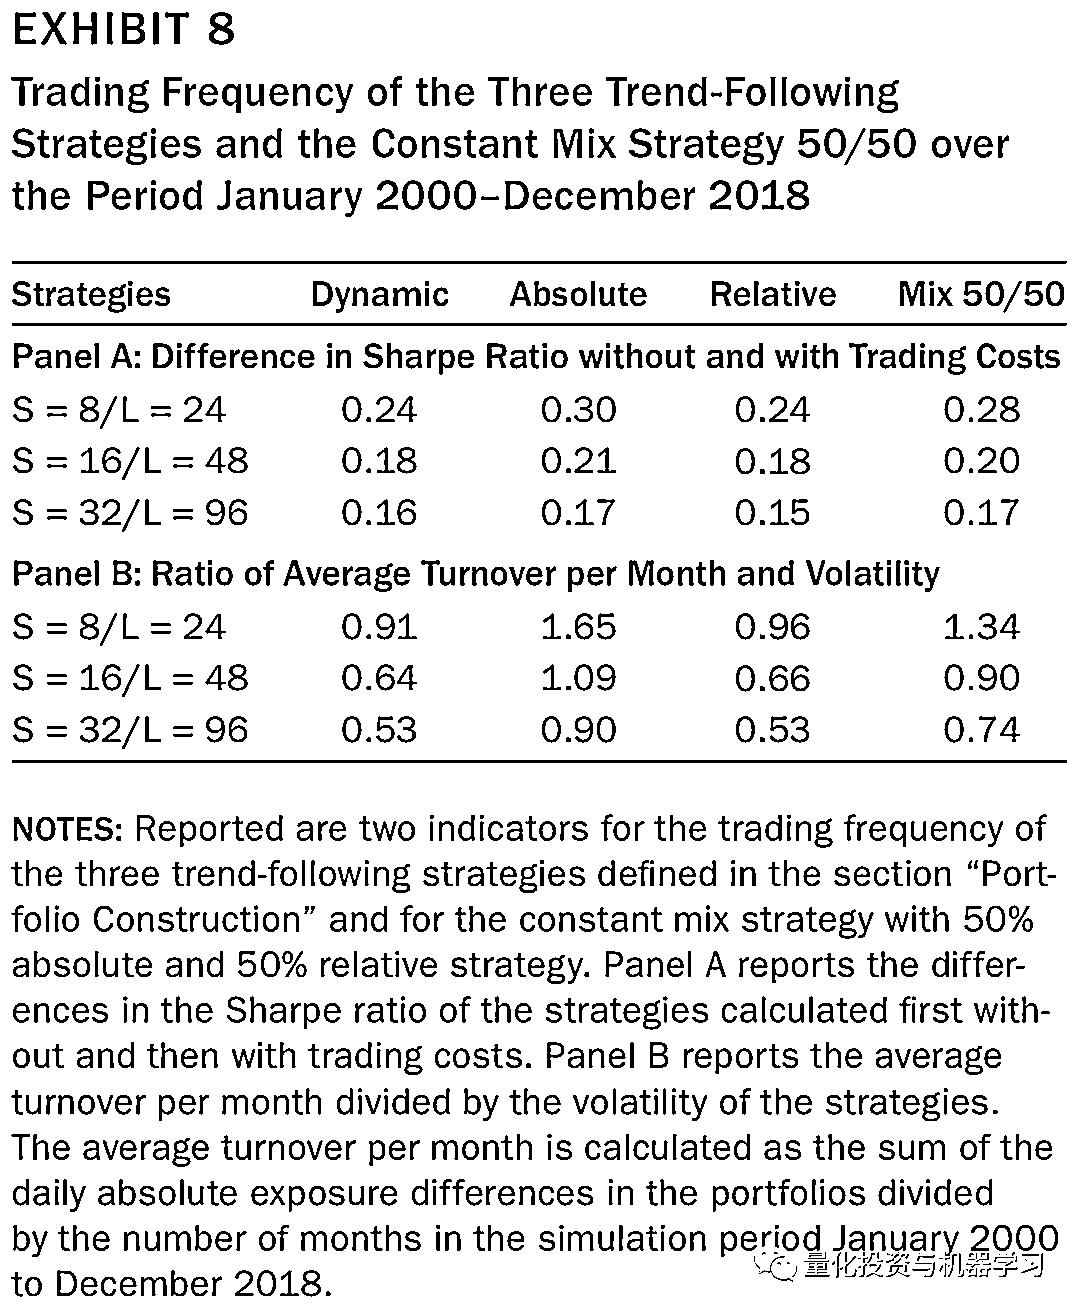 EXHIBIT 8
Trading Frequency of the Three Trend-Following
Strategies and the Constant Mix Strategy 50/50 over
the Period January 2000–December 2018
Strategies Dynamic Absolute Relative Mix 50/50
Panel A: Difference in Sharpe Ratio without and with Trading Costs
S = 8/L = 24 0.24 0.30 0.24 0.28
S = 16/L = 48 0.18 0.21 0.18 0.20
S = 32/L = 96 0.16 0.17 0.15 0.17
Panel B: Ratio of Average Turnover per Month and Volatility
S = 8/L = 24 0.91 1.65 0.96 1.34
S = 16/L = 48 0.64 1.09 0.66 0.90
S = 32/L = 96 0.53 0.90 0.53 0.74
NOTES: Reported are two indicators for the trading frequency of
the three trend-following strategies defined in the section “Port-
folio Construction” and for the constant mix strategy with 50%
absolute and 50% relative strategy. Panel A reports the differ-
ences in the Sharpe ratio of the strategies calculated first with-
out and then with trading costs. Panel B reports the average
turnover per month divided by the volatility of the strategies.
The average turnover per month is calculated as the sum of the
daily absolute exposure differences in the portfolios divided
by the number of months in the simulation period January 2000
to December 2018.
量化投资与机器学习